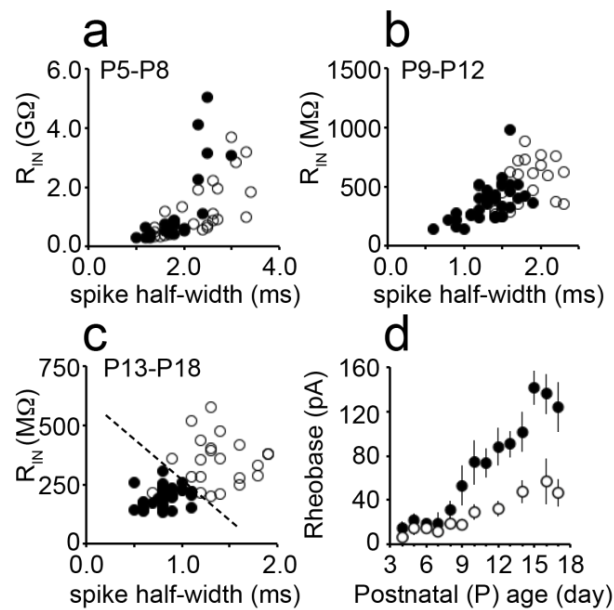 a
P5-P8
R_IN (GΩ)
6.0
4.0
2.0
0.0
0.0 2.0 4.0
spike half-width (ms)
b
P9-P12
R_IN (MΩ)
1500
1000
500
0
0.0 1.0 2.0
spike half-width (ms)
c
P13-P18
R_IN (MΩ)
750
500
250
0
0.0 1.0 2.0
spike half-width (ms)
d
Rheobase (pA)
160
120
80
40
0
3 6 9 12 15 18
Postnatal (P) age (day)